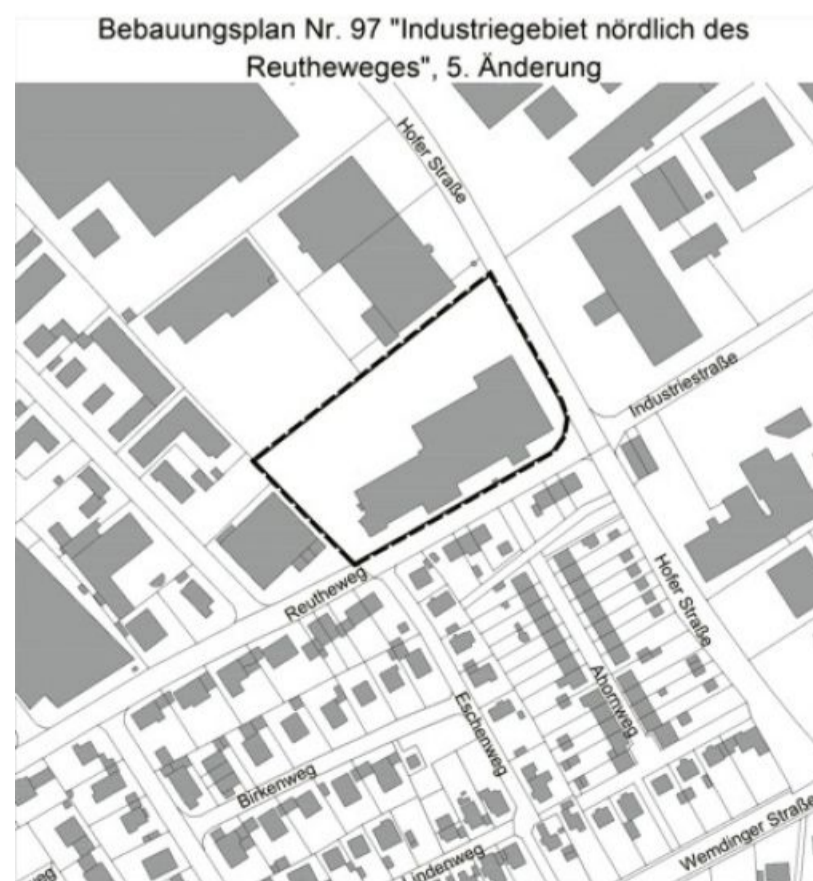 Bebauungsplan Nr. 97 "Industriegebiet nördlich des
Reutheweges", 5. Änderung
Hofer Straße
Industriestraße
Reutheweg
Hofer Straße
Eschenweg
Ahornweg
Birkenweg
Lindenweg
Wemdinger Straße